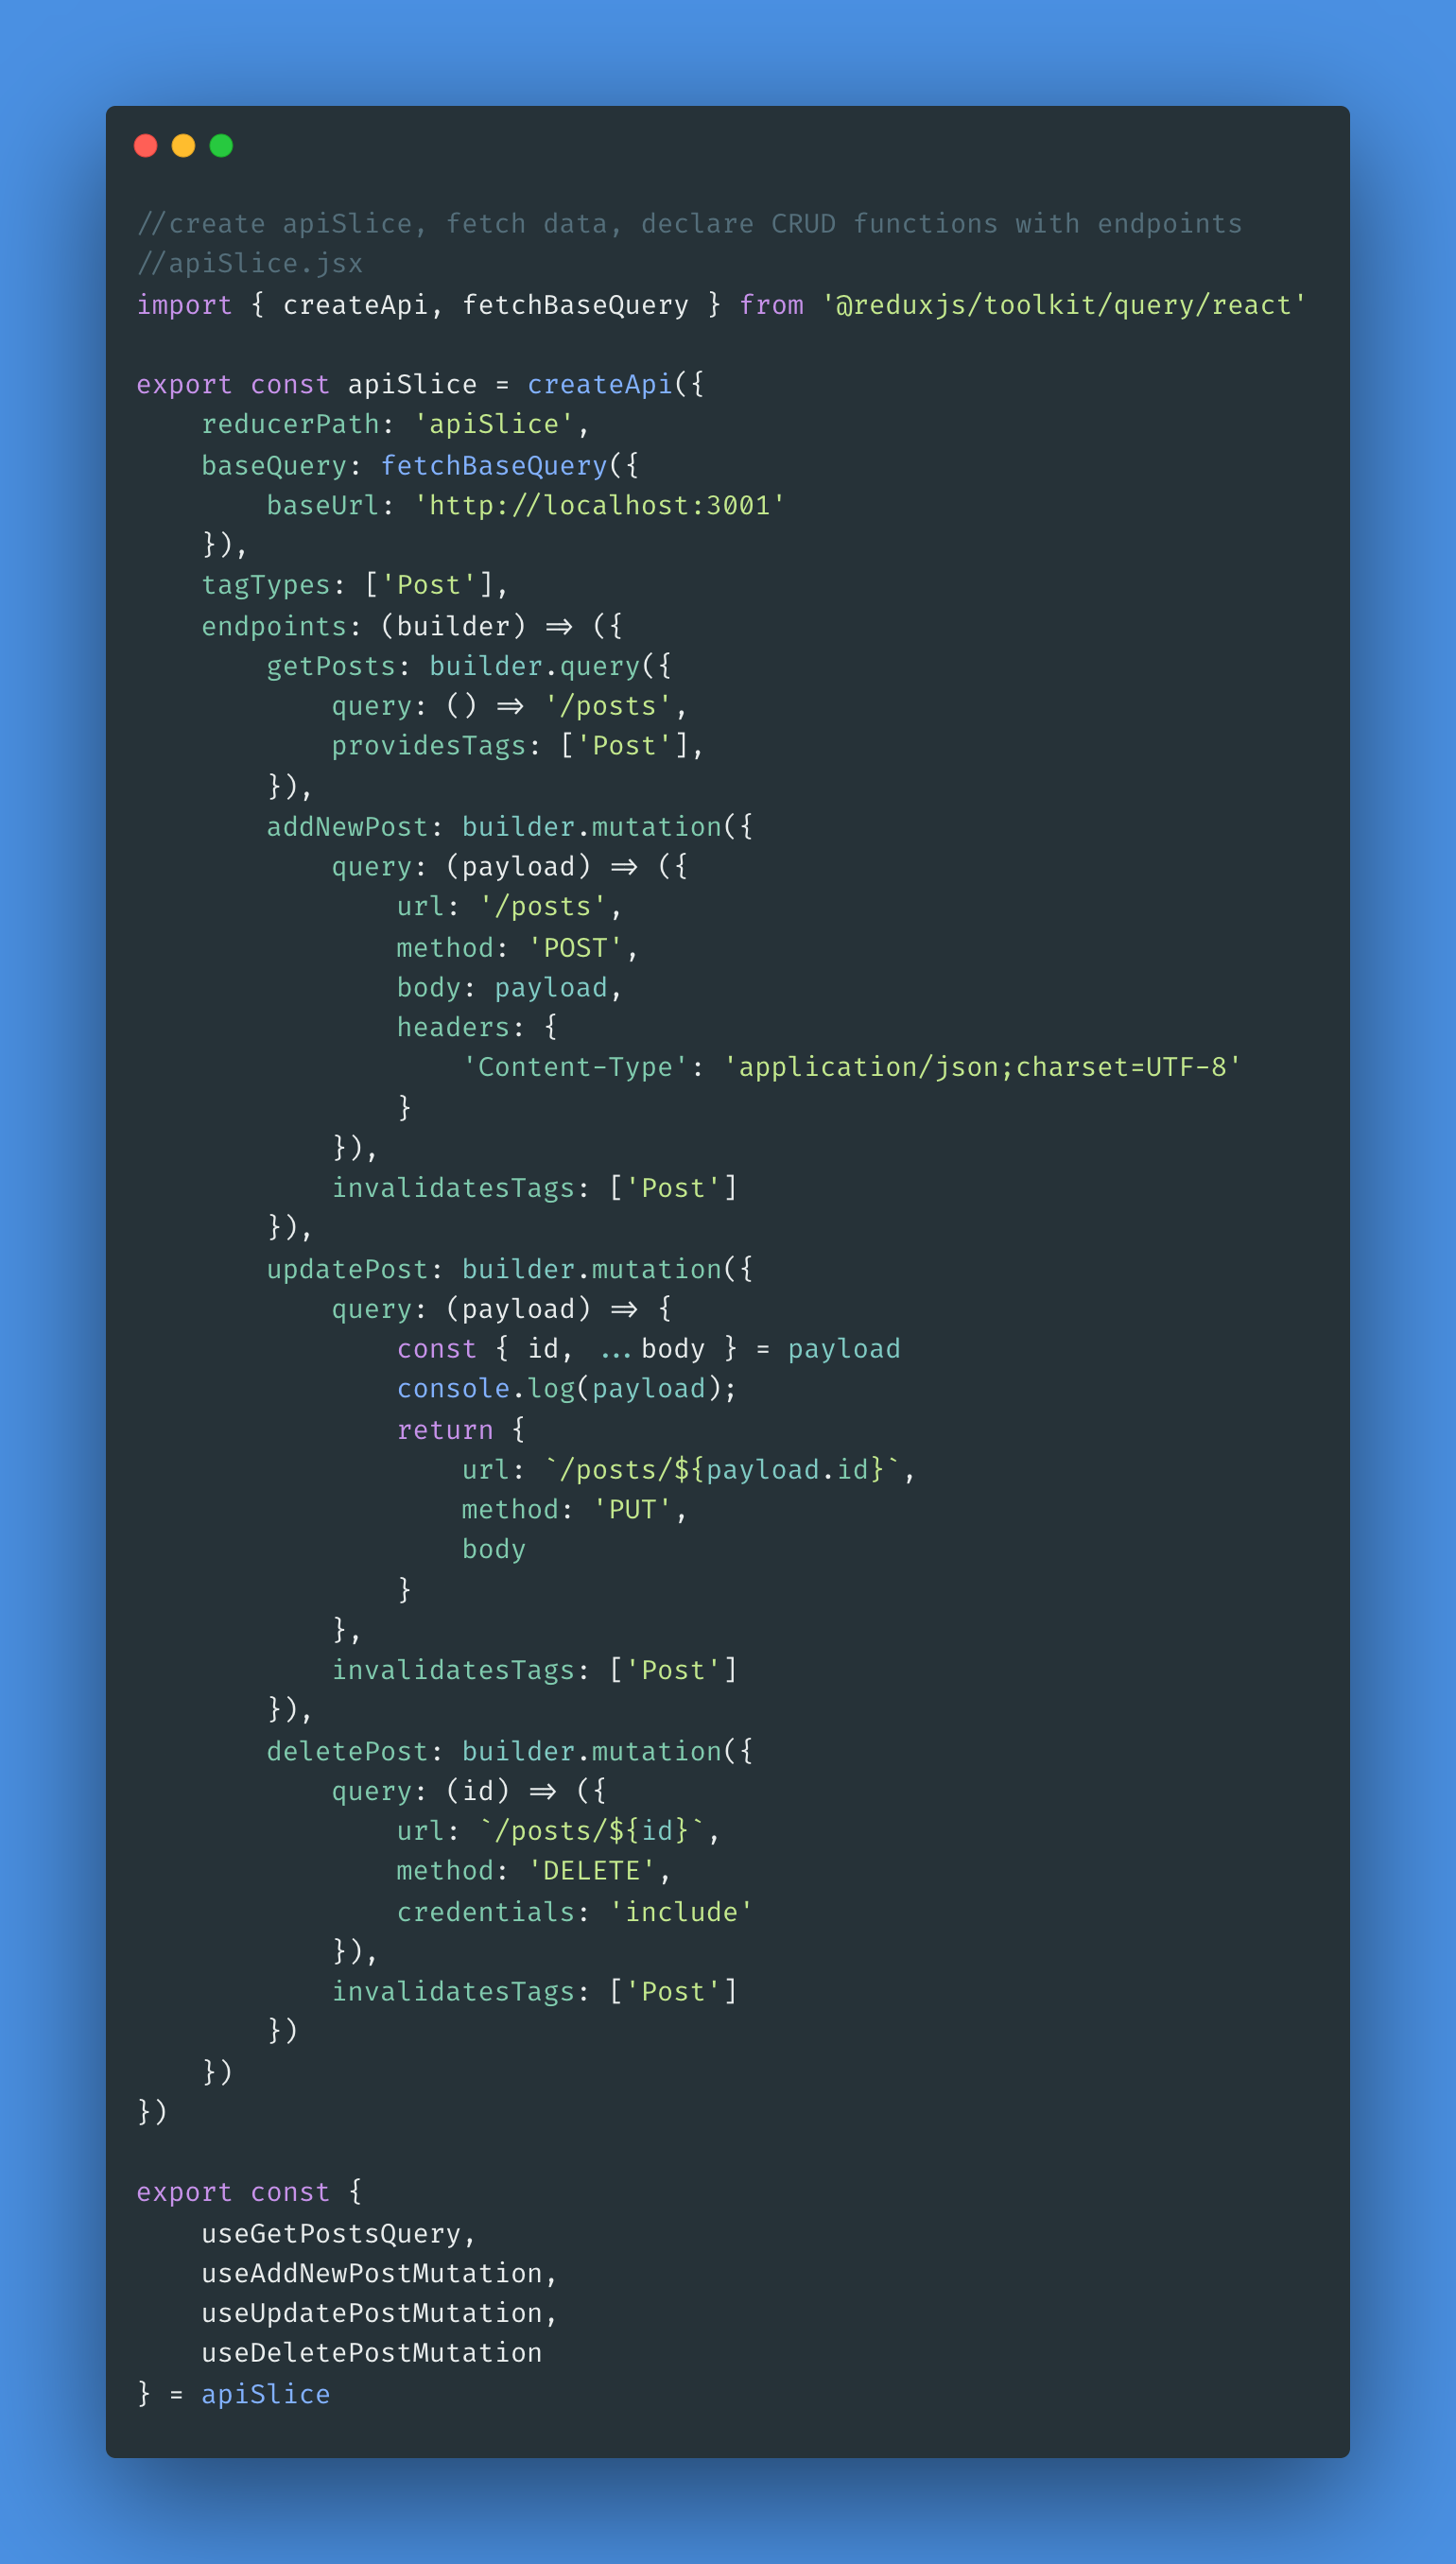 //create apiSlice, fetch data, declare CRUD functions with endpoints
//apiSlice.jsx
import { createApi, fetchBaseQuery } from '@reduxjs/toolkit/query/react'

export const apiSlice = createApi({
    reducerPath: 'apiSlice',
    baseQuery: fetchBaseQuery({
        baseUrl: 'http://localhost:3001'
    }),
    tagTypes: ['Post'],
    endpoints: (builder) => ({
        getPosts: builder.query({
            query: () => '/posts',
            providesTags: ['Post'],
        }),
        addNewPost: builder.mutation({
            query: (payload) => ({
                url: '/posts',
                method: 'POST',
                body: payload,
                headers: {
                    'Content-Type': 'application/json;charset=UTF-8'
                }
            }),
            invalidatesTags: ['Post']
        }),
        updatePost: builder.mutation({
            query: (payload) => {
                const { id, ...body } = payload
                console.log(payload);
                return {
                    url: `/posts/${payload.id}`,
                    method: 'PUT',
                    body
                }
            },
            invalidatesTags: ['Post']
        }),
        deletePost: builder.mutation({
            query: (id) => ({
                url: `/posts/${id}`,
                method: 'DELETE',
                credentials: 'include'
            }),
            invalidatesTags: ['Post']
        })
    })
})

export const {
    useGetPostsQuery,
    useAddNewPostMutation,
    useUpdatePostMutation,
    useDeletePostMutation
} = apiSlice